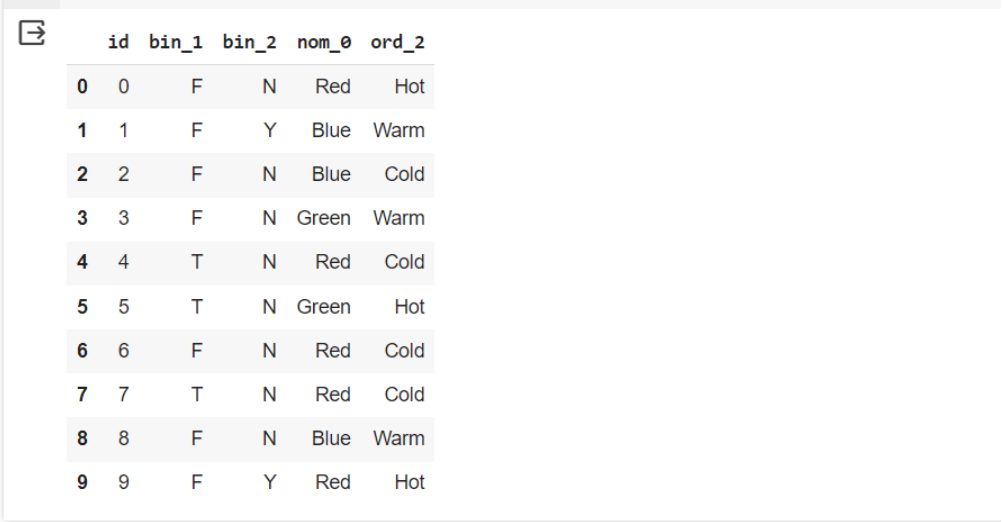 id bin_1 bin_2 nom_0 ord_2
0 0 F N Red Hot
1 1 F Y Blue Warm
2 2 F N Blue Cold
3 3 F N Green Warm
4 4 T N Red Cold
5 5 T N Green Hot
6 6 F N Red Cold
7 7 T N Red Cold
8 8 F N Blue Warm
9 9 F Y Red Hot